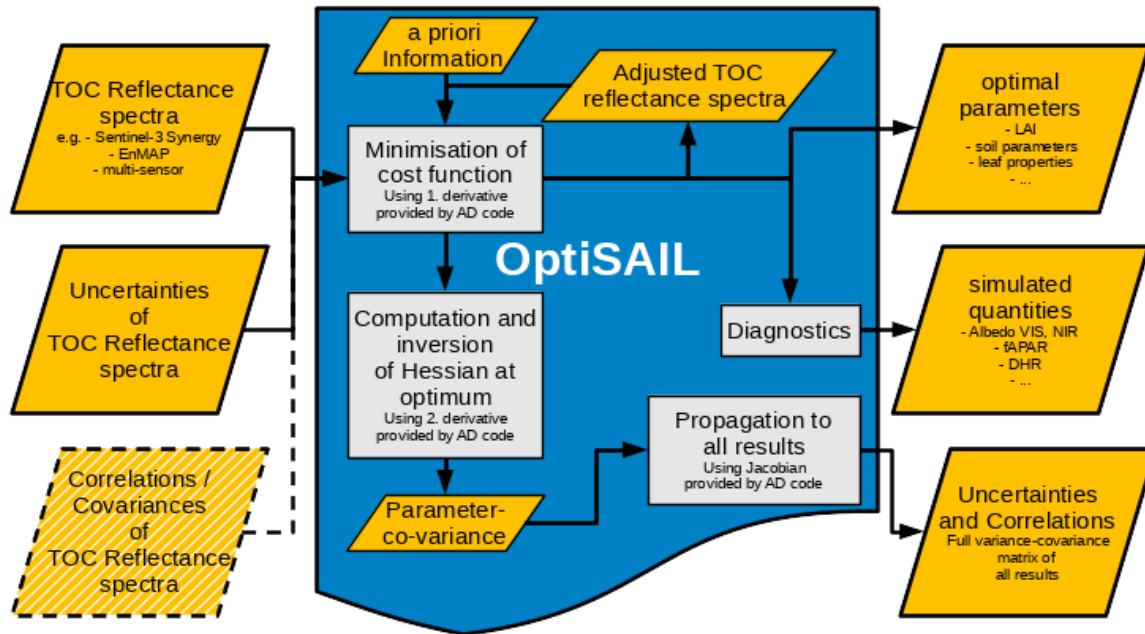 TOC Reflectance
spectra
e.g. - Sentinel-3 Synergy
- EnMAP
- multi-sensor
Uncertainties
of
TOC Reflectance
spectra
Correlations /
Covariances
of
TOC Reflectance
spectra
a priori
Information
Adjusted TOC
reflectance spectra
Minimisation of
cost function
Using 1. derivative
provided by AD code
OptiSAIL
Computation and
inversion
of Hessian at
optimum
Using 2. derivative
provided by AD code
Diagnostics
Propagation to
all results
Using Jacobian
provided by AD code
Parameter-
co-variance
optimal
parameters
- LAI
- soil parameters
- leaf properties
- ...
simulated
quantities
- Albedo VIS, NIR
- fAPAR
- DHR
- ...
Uncertainties
and Correlations
Full variance-covariance
matrix of
all results